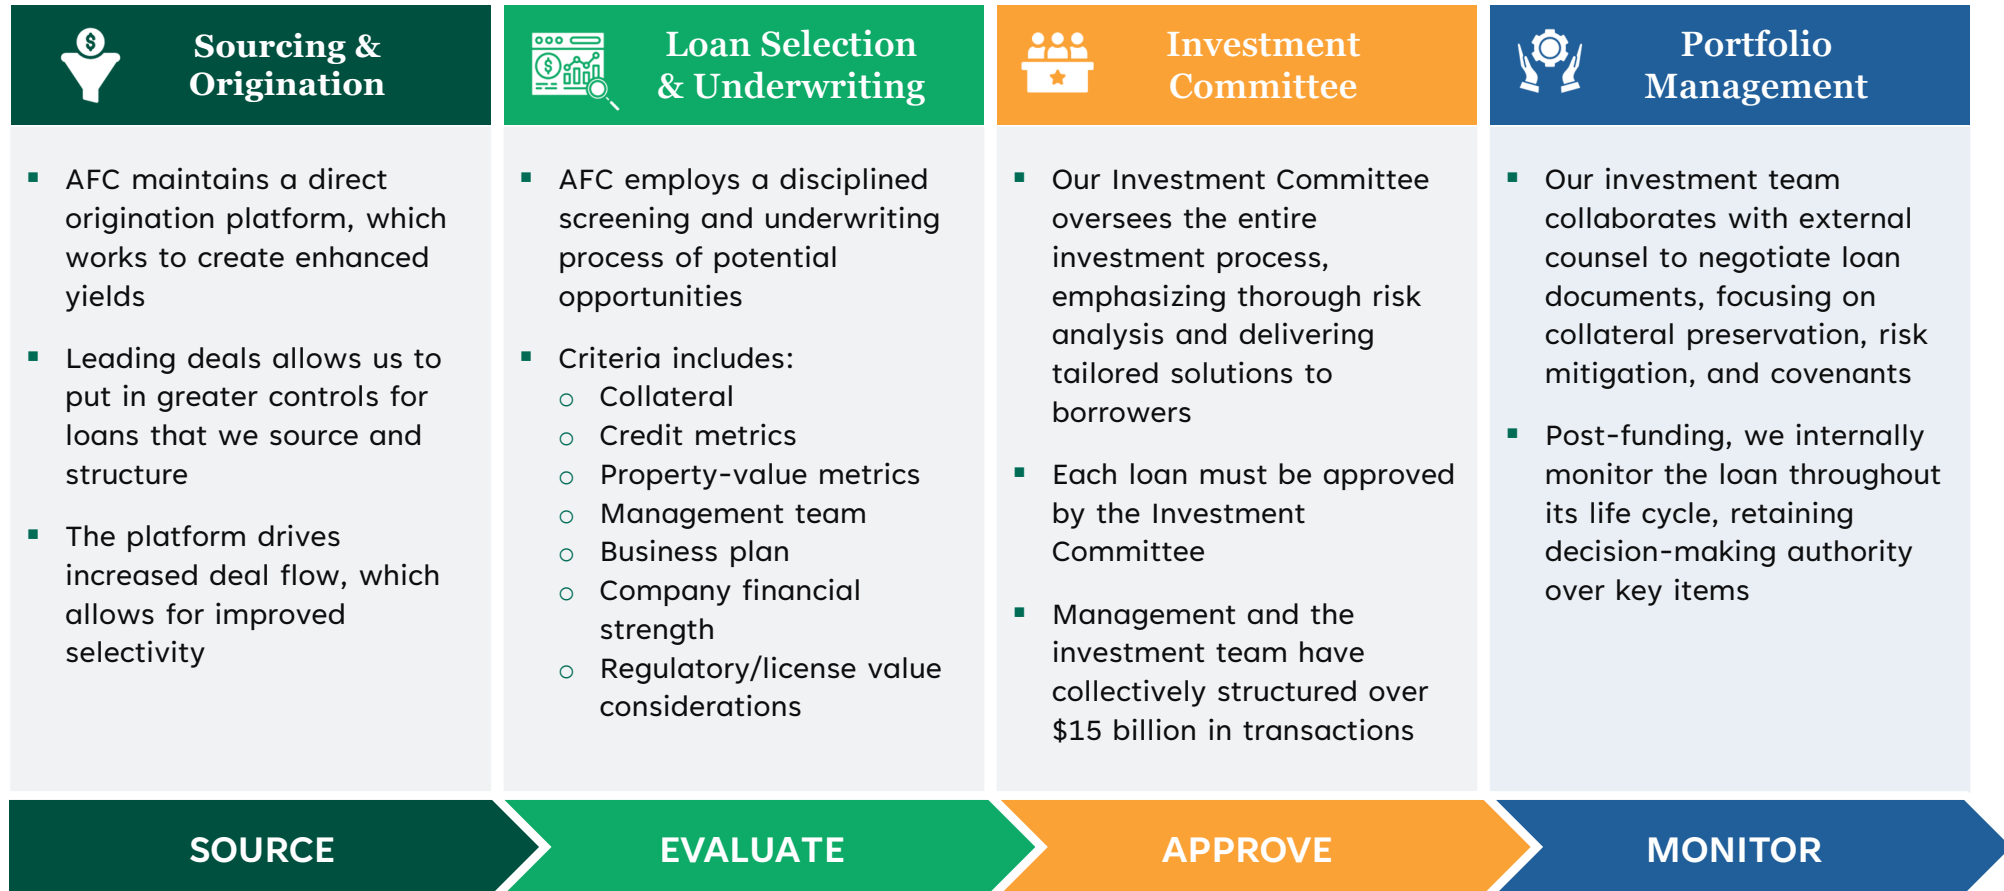 Sourcing &
Origination
▪ AFC maintains a direct
origination platform, which
works to create enhanced
yields
▪ Leading deals allows us to
put in greater controls for
loans that we source and
structure
▪ The platform drives
increased deal flow, which
allows for improved
selectivity
SOURCE
Loan Selection
& Underwriting
▪ AFC employs a disciplined
screening and underwriting
process of potential
opportunities
▪ Criteria includes:
o Collateral
o Credit metrics
o Property-value metrics
o Management team
o Business plan
o Company financial
strength
o Regulatory/license value
considerations
EVALUATE
Investment
Committee
▪ Our Investment Committee
oversees the entire
investment process,
emphasizing thorough risk
analysis and delivering
tailored solutions to
borrowers
▪ Each loan must be approved
by the Investment
Committee
▪ Management and the
investment team have
collectively structured over
$15 billion in transactions
APPROVE
Portfolio
Management
▪ Our investment team
collaborates with external
counsel to negotiate loan
documents, focusing on
collateral preservation, risk
mitigation, and covenants
▪ Post-funding, we internally
monitor the loan throughout
its life cycle, retaining
decision-making authority
over key items
MONITOR